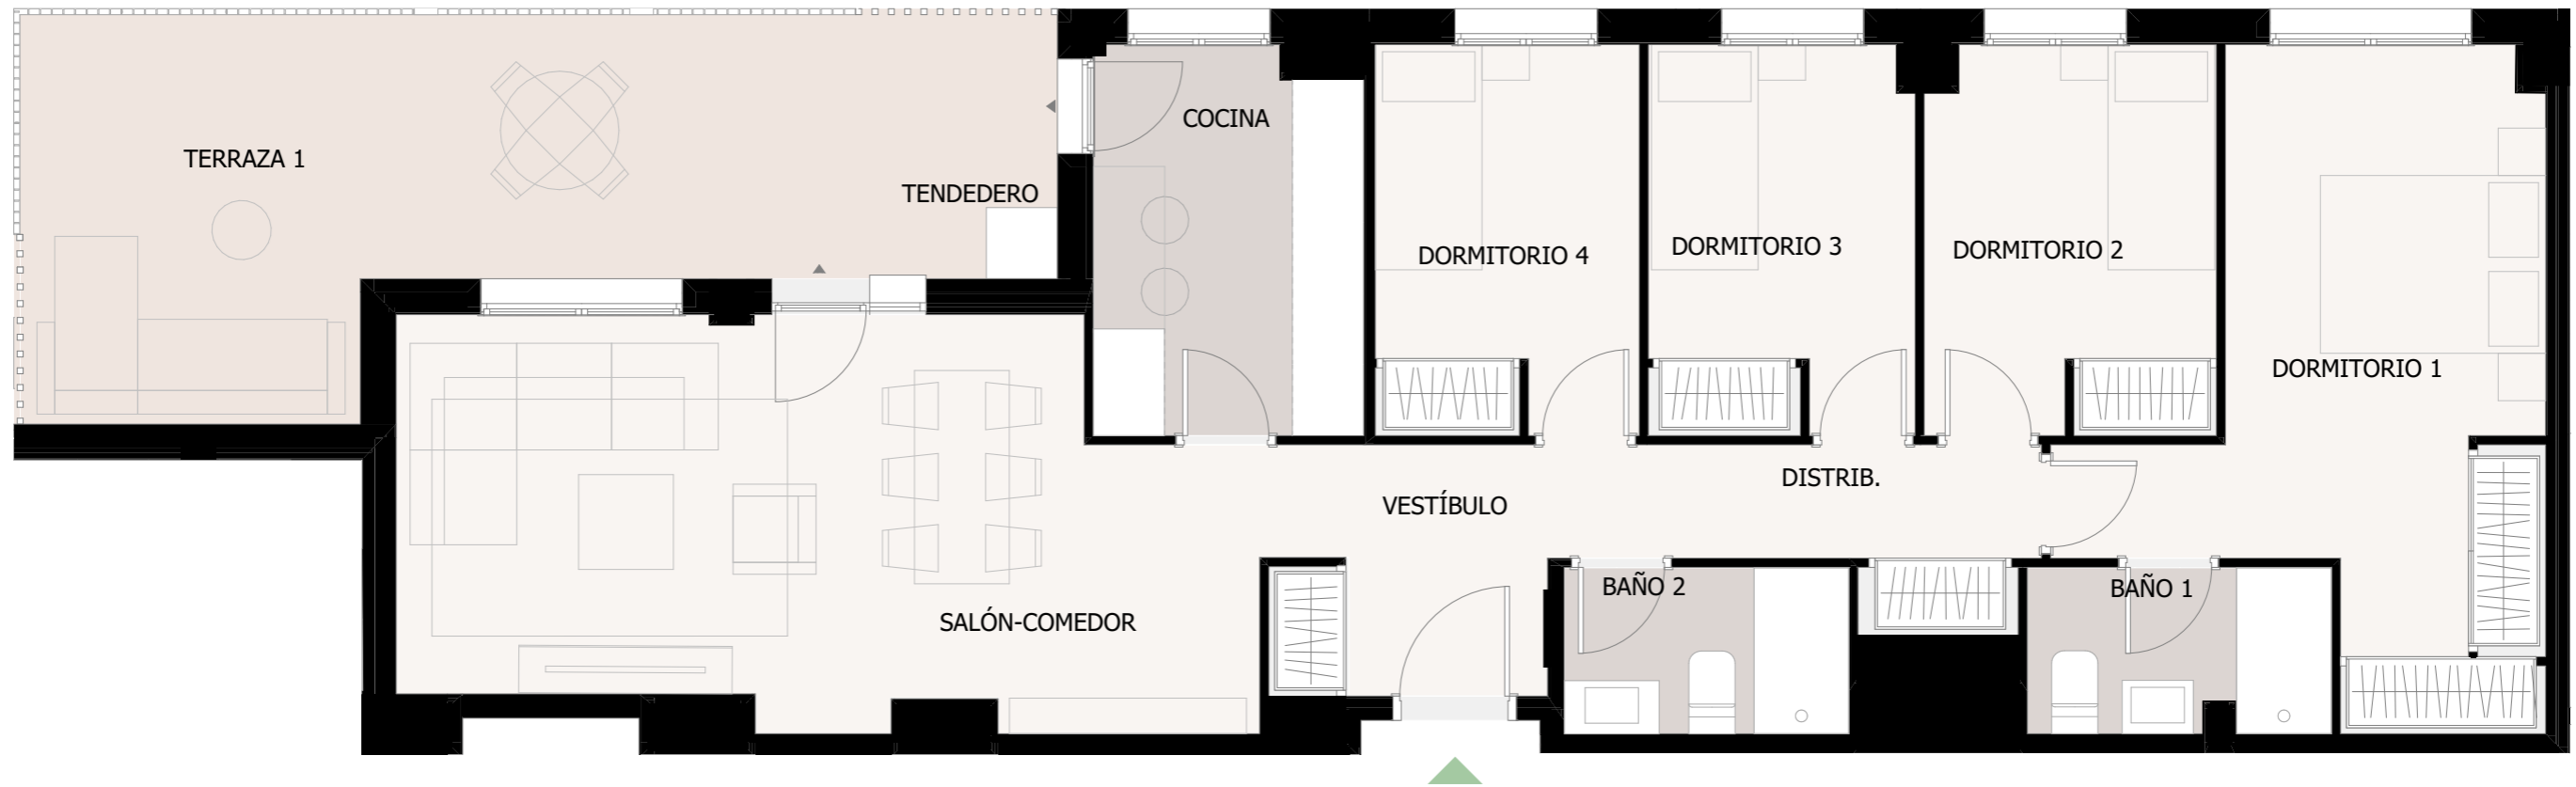 TERRAZA 1
TENDEDERO
COCINA
DORMITORIO 4
DORMITORIO 3
DORMITORIO 2
DORMITORIO 1
DISTRIB.
VESTÍBULO
SALÓN-COMEDOR
BAÑO 2
BAÑO 1